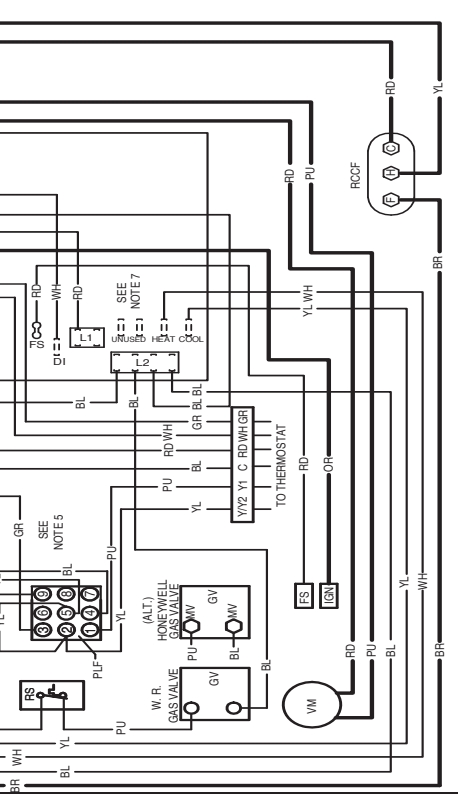 RD
YL
RCCF
C
H
F
RD
PU
BR
RD
WH
RD
SEE
NOTE 7
FS
DI
L1
UNUSED
HEAT
COOL
YL
WH
L2
BL
BL
BL
BL
GR
BL
RD
WH
BL
PU
YL
Y/Y2
Y1
C
RD
WH
GR
TO THERMOSTAT
RD
OR
GR
SEE
NOTE 5
PU
BL
9
8
7
6
5
4
3
2
1
YL
YL
PLF
(ALT.)
HONEYWELL
GAS VALVE
GV
MV
MV
PU
BL
FS
IGN
YL
WH
RS
W. R.
GAS VALVE
GV
BL
VM
RD
PU
BL
BR
PU
YL
WH
BL
BR